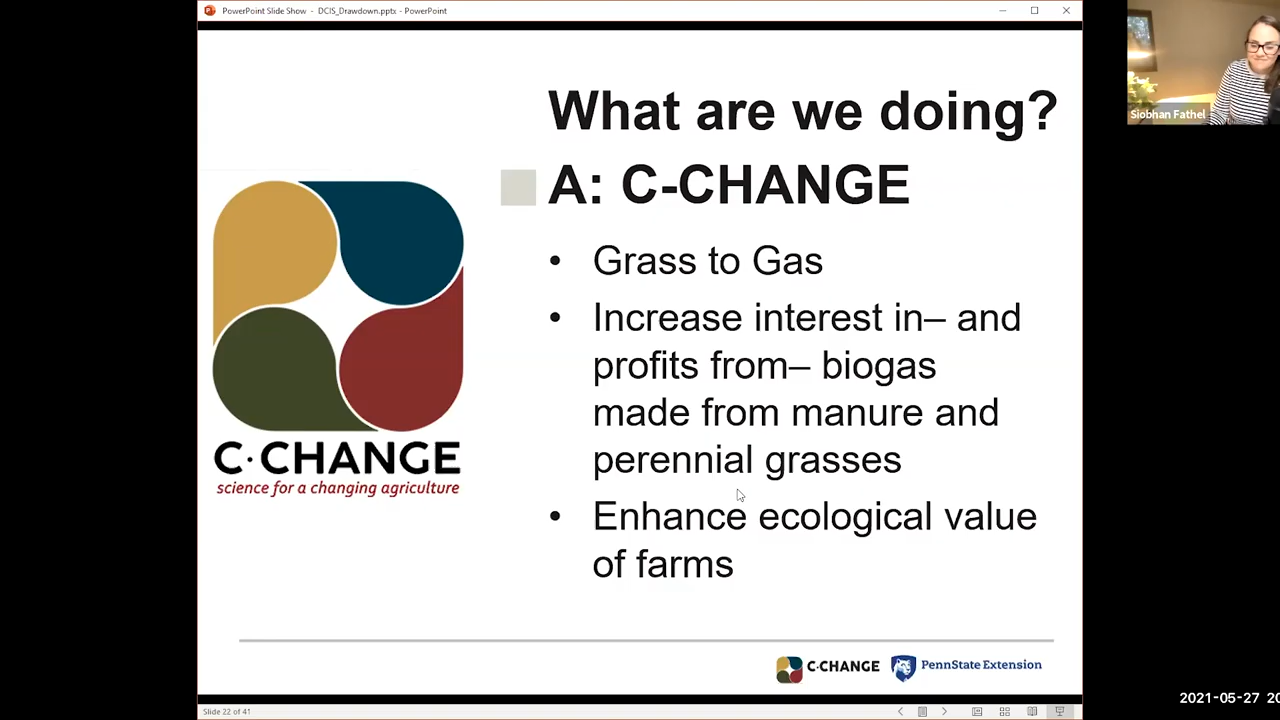 PowerPoint Slide Show - DCIS_Drawdown.pptx - PowerPoint
Siobhan Fathel
What are we doing?
A: C-CHANGE
• Grass to Gas
• Increase interest in– and
profits from– biogas
made from manure and
perennial grasses
• Enhance ecological value
of farms
C·CHANGE
science for a changing agriculture
C·CHANGE
PennState Extension
Slide 22 of 41
2021-05-27 20